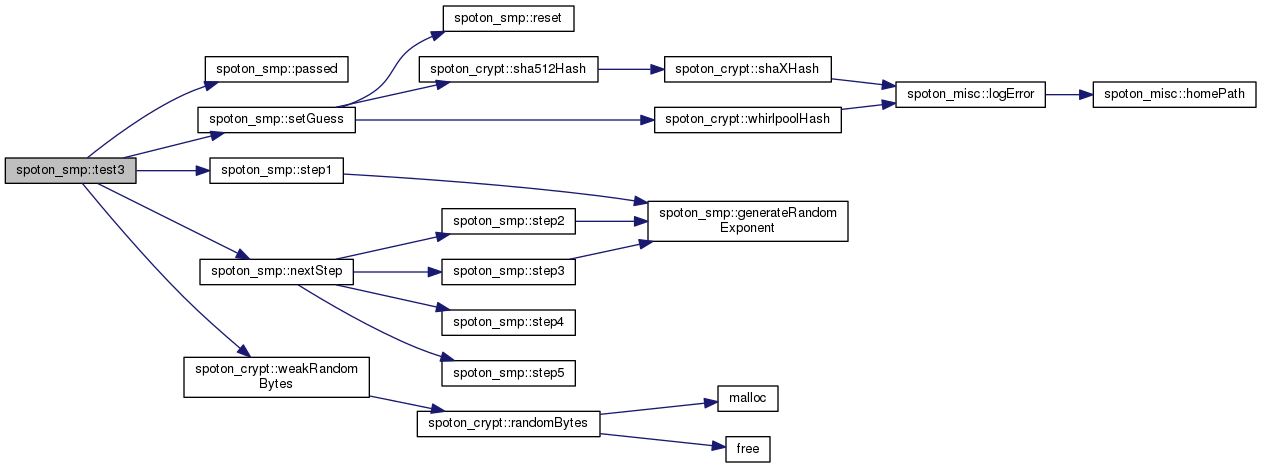 spoton_smp::reset
spoton_smp::passed
spoton_crypt::sha512Hash
spoton_crypt::shaXHash
spoton_misc::logError
spoton_misc::homePath
spoton_smp::setGuess
spoton_crypt::whirlpoolHash
spoton_smp::test3
spoton_smp::step1
spoton_smp::step2
spoton_smp::generateRandom
Exponent
spoton_smp::nextStep
spoton_smp::step3
spoton_smp::step4
spoton_smp::step5
spoton_crypt::weakRandom
Bytes
malloc
spoton_crypt::randomBytes
free